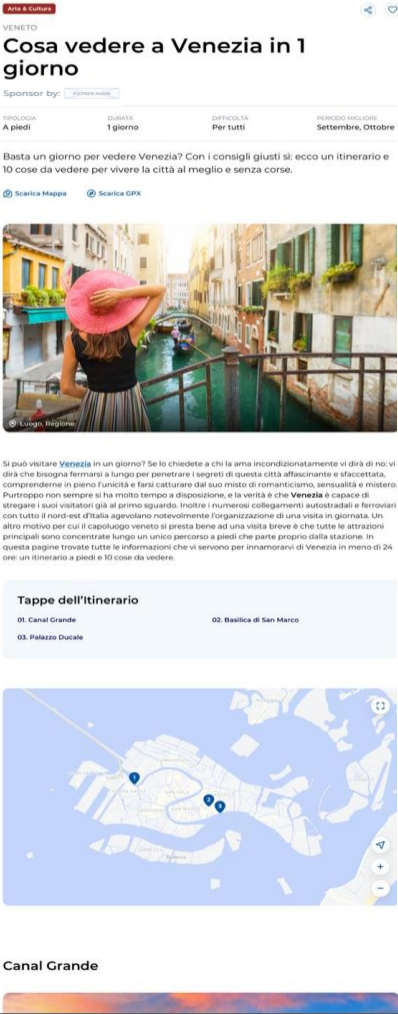 Arte & Cultura
VENETO
Cosa vedere a Venezia in 1
giorno
Sponsor by:
TIPOLOGIA
A piedi
DURATA
1 giorno
DIFFICOLTÀ
Per tutti
PERIODO MIGLIORE
Settembre, Ottobre
Basta un giorno per vedere Venezia? Con i consigli giusti sì: ecco un itinerario e
10 cose da vedere per vivere la città al meglio e senza corse.
Scarica Mappa
Scarica GPX
Luogo, Regione
Si può visitare Venezia in un giorno? Se lo chiedete a chi la ama incondizionatamente vi dirà di no: vi
dirà che bisogna fermarsi a lungo per penetrare i segreti di questa città affascinante e sfaccettata,
comprenderne in pieno l'unicità e farsi catturare dal suo misto di romanticismo, sensualità e mistero.
Purtroppo non sempre si ha molto tempo a disposizione, e la verità è che Venezia è capace di
stregare i suoi visitatori già al primo sguardo. Inoltre i numerosi collegamenti autostradali e ferroviari
con tutto il nord-est d'Italia agevolano notevolmente l'organizzazione di una visita in giornata. Un
altro motivo per cui il capoluogo veneto si presta bene ad una visita breve è che tutte le attrazioni
principali sono concentrate lungo un unico percorso a piedi che parte proprio dalla stazione. In
questa pagina trovate tutte le informazioni che vi servono per innamorarvi di Venezia in meno di 24
ore: un itinerario a piedi e 10 cose da vedere.
Tappe dell'Itinerario
01. Canal Grande
02. Basilica di San Marco
03. Palazzo Ducale
1
2
3
Canal Grande